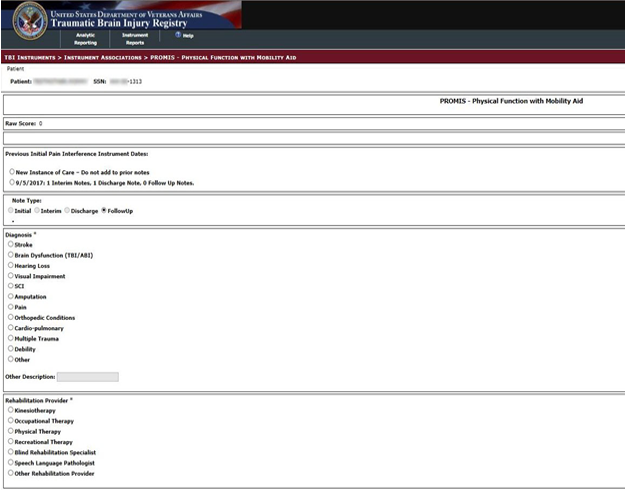 UNITED STATES DEPARTMENT OF VETERANS AFFAIRS
Traumatic Brain Injury Registry
Analytic Reporting
Instrument Reports
Help
TBI INSTRUMENTS > INSTRUMENT ASSOCIATIONS > PROMIS - PHYSICAL FUNCTION WITH MOBILITY AID
Patient
Patient: SSN: -1313
PROMIS - Physical Function with Mobility Aid
Raw Score: 0
Previous Initial Pain Interference Instrument Dates:
New Instance of Care - Do not add to prior notes
9/5/2017: 1 Interim Notes, 1 Discharge Note, 0 Follow Up Notes.
Note Type:
Initial Interim Discharge FollowUp
Diagnosis *
Stroke
Brain Dysfunction (TBI/ABI)
Hearing Loss
Visual Impairment
SCI
Amputation
Pain
Orthopedic Conditions
Cardio-pulmonary
Multiple Trauma
Debility
Other
Other Description:
Rehabilitation Provider *
Kinesiotherapy
Occupational Therapy
Physical Therapy
Recreational Therapy
Blind Rehabilitation Specialist
Speech Language Pathologist
Other Rehabilitation Provider